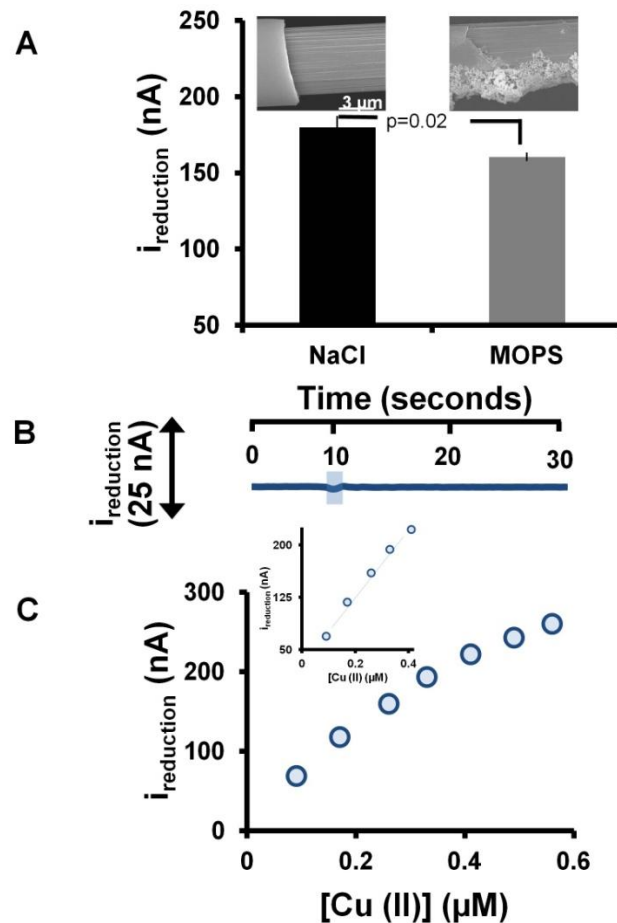 A
i_reduction (nA)
250
200
150
100
50
3 μm
p=0.02
NaCl
MOPS
B
Time (seconds)
0 10 20 30
i_reduction
(25 nA)
C
i_reduction (nA)
300
200
100
0
0 0.2 0.4 0.6
[Cu (II)] (μM)
i_reduction (nA)
200
125
50
0 0.2 0.4
[Cu (II) (μM)]